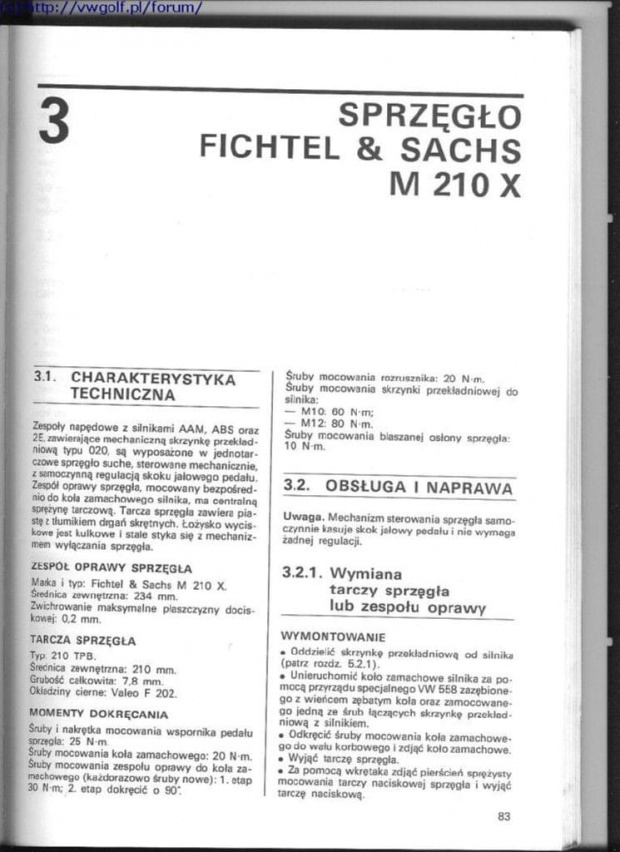 http://vwgolf.pl/forum/
3
SPRZĘGŁO
FICHTEL & SACHS
M 210 X
3.1. CHARAKTERYSTYKA
TECHNICZNA
Zespoły napędowe z silnikami AAM, ABS oraz
2E, zawierające mechaniczną skrzynkę przekład-
niową typu 020, są wyposażone w jednotar-
czowe sprzęgło suche, sterowane mechanicznie,
z samoczynną regulacją skoku jałowego pedału.
Zespół oprawy sprzęgła, mocowany bezpośred-
nio do koła zamachowego silnika, ma centralną
sprężynę tarczową. Tarcza sprzęgła zawiera pia-
stę z tłumikiem drgań skrętnych. Łożysko wycis-
kowe jest kulkowe i stale styka się z mechaniz-
mem wyłączania sprzęgła.
ZESPÓŁ OPRAWY SPRZĘGŁA
Marka i typ: Fichtel & Sachs M 210 X.
Średnica zewnętrzna: 234 mm.
Zwichrowanie maksymalne płaszczyzny docis-
kowej: 0,2 mm.
TARCZA SPRZĘGŁA
Typ: 210 TPB.
Średnica zewnętrzna: 210 mm.
Grubość całkowita: 7,8 mm.
Okładziny cierne: Valeo F 202.
MOMENTY DOKRĘCANIA
Śruby i nakrętka mocowania wspornika pedału
sprzęgła: 25 N·m.
Śruby mocowania koła zamachowego: 20 N·m.
Śruby mocowania zespołu oprawy do koła za-
machowego (każdorazowo śruby nowe): 1. etap
30 N·m; 2. etap dokręcić o 90°.
Śruby mocowania rozrusznika: 20 N·m.
Śruby mocowania skrzynki przekładniowej do
silnika:
— M10: 60 N·m;
— M12: 80 N·m.
Śruby mocowania blaszanej osłony sprzęgła:
10 N·m.
3.2. OBSŁUGA I NAPRAWA
Uwaga. Mechanizm sterowania sprzęgła samo-
czynnie kasuje skok jałowy pedału i nie wymaga
żadnej regulacji.
3.2.1. Wymiana
tarczy sprzęgła
lub zespołu oprawy
WYMONTOWANIE
• Oddzielić skrzynkę przekładniową od silnika
(patrz rozdz. 5.2.1).
• Unieruchomić koło zamachowe silnika za po-
mocą przyrządu specjalnego VW 558 zazębione-
go z wieńcem zębatym koła oraz zamocowane-
go jedną ze śrub łączących skrzynkę przekład-
niową z silnikiem.
• Odkręcić śruby mocowania koła zamachowe-
go do wału korbowego i zdjąć koło zamachowe.
• Wyjąć tarczę sprzęgła.
• Za pomocą wkrętaka zdjąć pierścień sprężysty
mocowania tarczy naciskowej sprzęgła i wyjąć
tarczę naciskową.
83